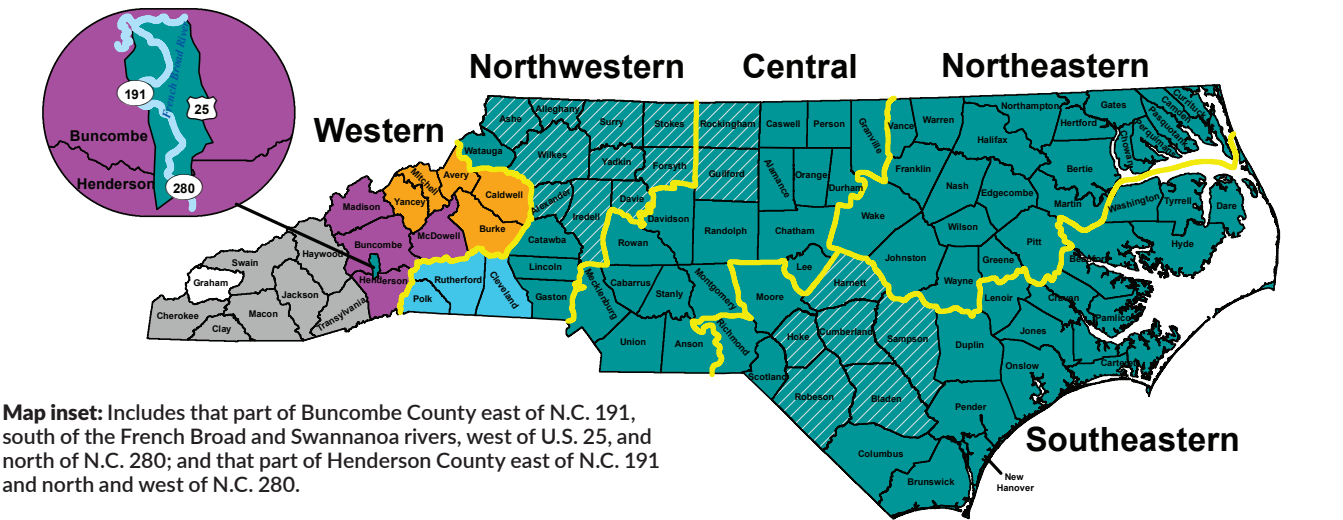 Northwestern
Central
Northeastern
Western
Southeastern
French Broad River
191
25
Buncombe
Henderson
280
Ashe
Alleghany
Surry
Stokes
Rockingham
Caswell
Person
Granville
Vance
Warren
Northampton
Gates
Currituck
Camden
Pasquotank
Perquimans
Chowan
Hertford
Halifax
Bertie
Watauga
Wilkes
Yadkin
Forsyth
Guilford
Alamance
Orange
Durham
Franklin
Nash
Edgecombe
Martin
Washington
Tyrrell
Dare
Mitchell
Avery
Caldwell
Yancey
Alexander
Iredell
Davie
Davidson
Randolph
Chatham
Wake
Wilson
Pitt
Hyde
Madison
McDowell
Burke
Catawba
Rowan
Buncombe
Haywood
Swain
Graham
Henderson
Rutherford
Cleveland
Lincoln
Polk
Gaston
Mecklenburg
Cabarrus
Stanly
Montgomery
Moore
Lee
Harnett
Johnston
Wayne
Greene
Lenoir
Beaufort
Craven
Pamlico
Jones
Carteret
Cherokee
Clay
Macon
Jackson
Transylvania
Union
Anson
Richmond
Hoke
Cumberland
Sampson
Duplin
Onslow
Scotland
Robeson
Bladen
Pender
Columbus
Brunswick
New
Hanover
Map inset: Includes that part of Buncombe County east of N.C. 191,
south of the French Broad and Swannanoa rivers, west of U.S. 25, and
north of N.C. 280; and that part of Henderson County east of N.C. 191
and north and west of N.C. 280.